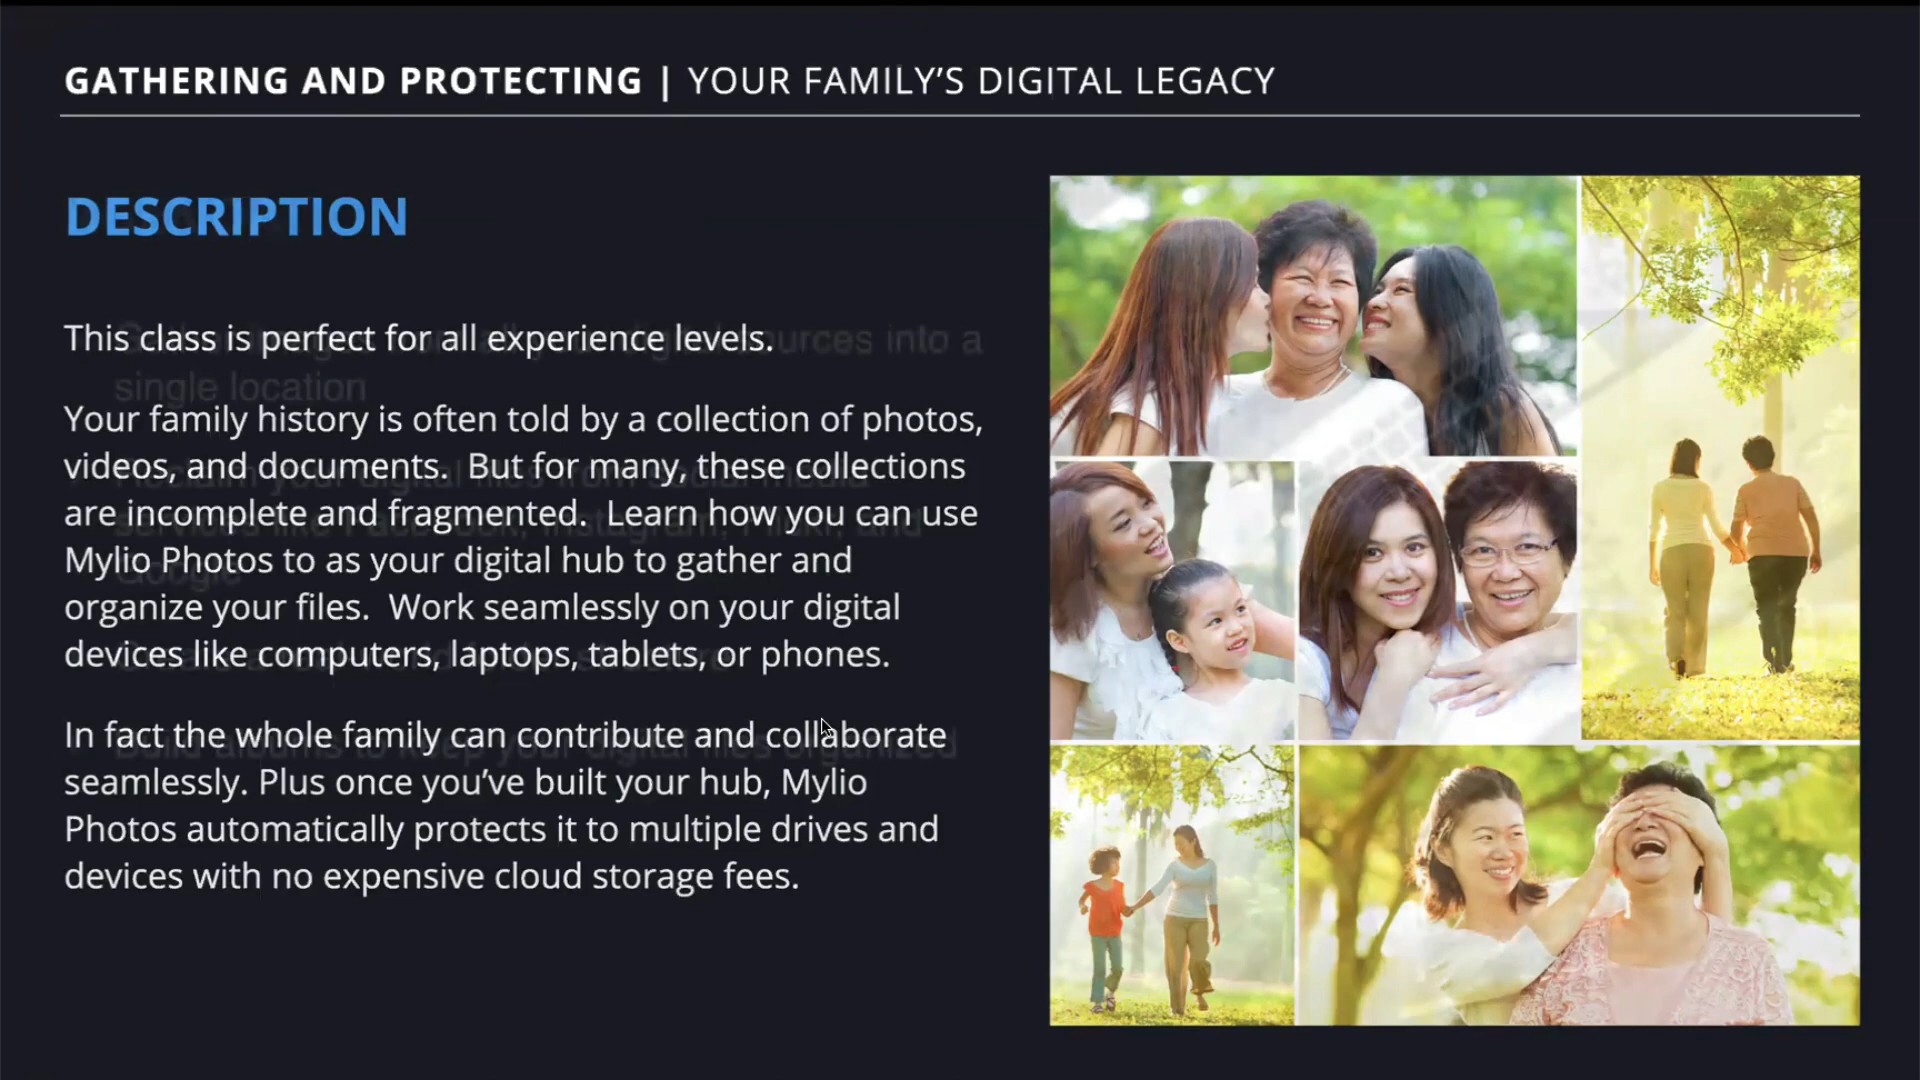 GATHERING AND PROTECTING | YOUR FAMILY’S DIGITAL LEGACY
DESCRIPTION
This class is perfect for all experience levels.
Your family history is often told by a collection of photos,
videos, and documents.  But for many, these collections
are incomplete and fragmented.  Learn how you can use
Mylio Photos to as your digital hub to gather and
organize your files.  Work seamlessly on your digital
devices like computers, laptops, tablets, or phones.
In fact the whole family can contribute and collaborate
seamlessly. Plus once you’ve built your hub, Mylio
Photos automatically protects it to multiple drives and
devices with no expensive cloud storage fees.
single location